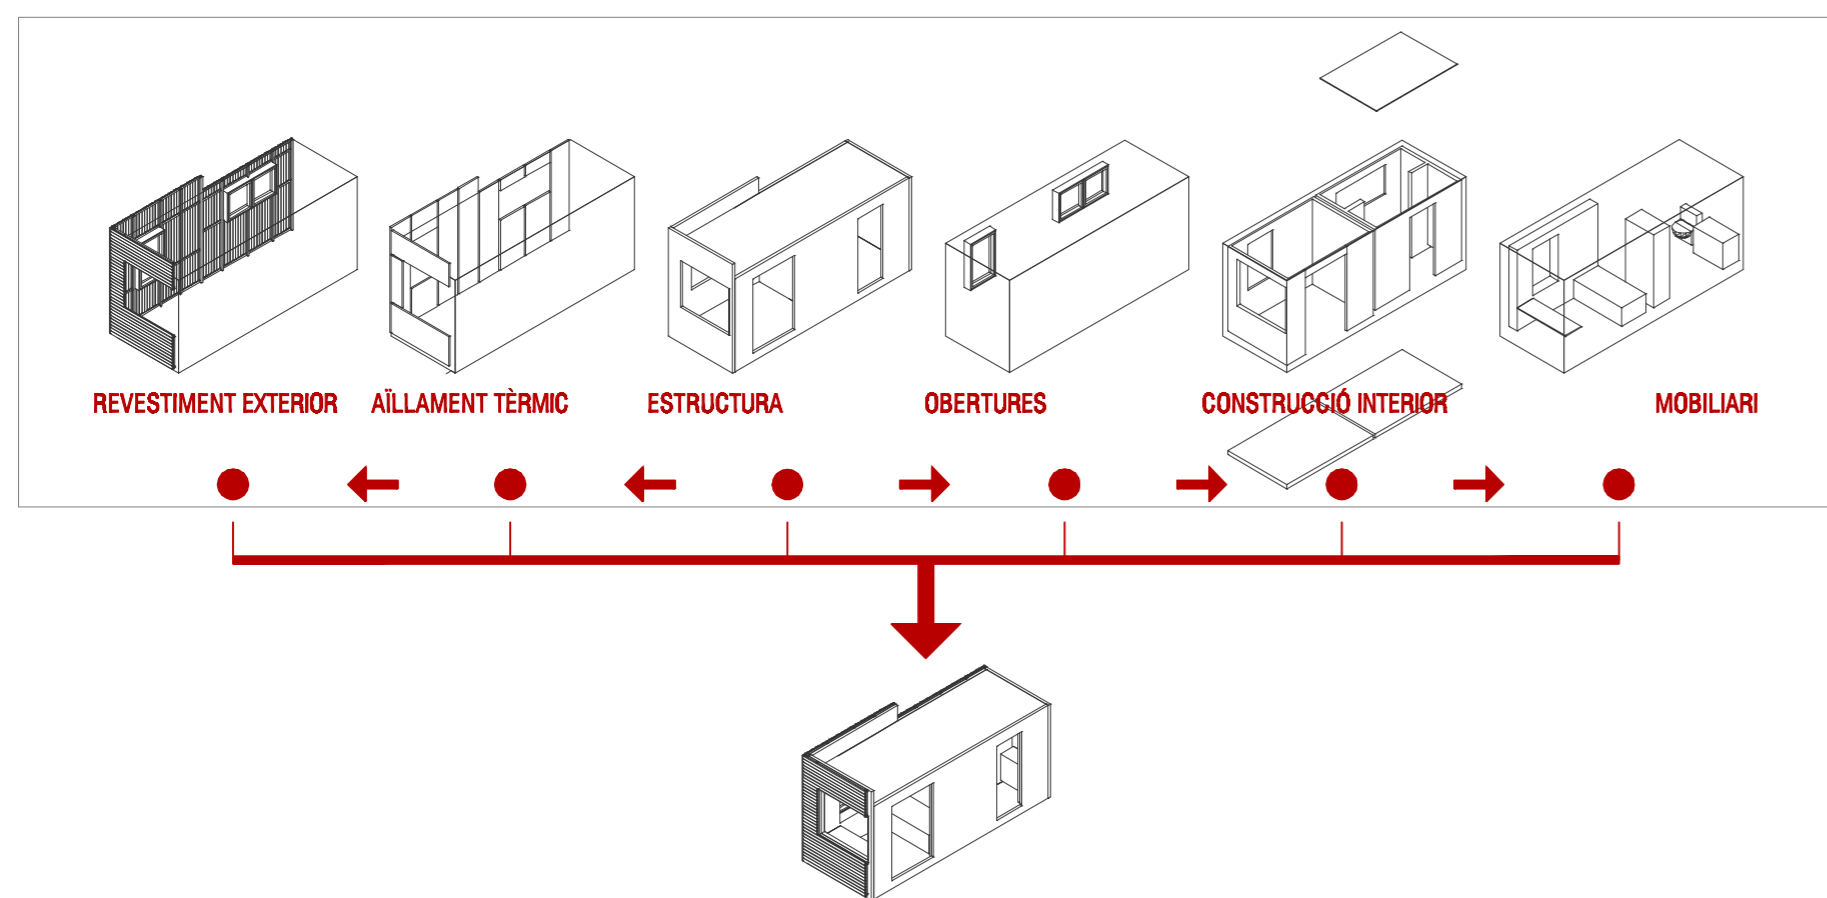 REVESTIMENT EXTERIOR
AÏLLAMENT TÈRMIC
ESTRUCTURA
OBERTURES
CONSTRUCCIÓ INTERIOR
MOBILIARI